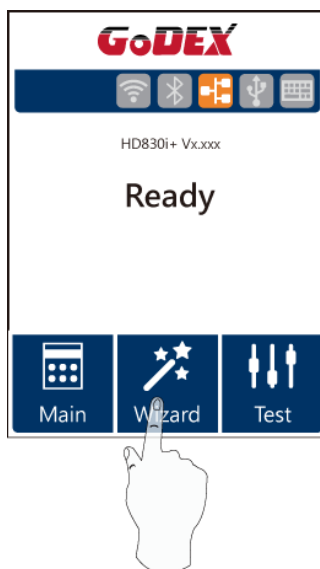 GoDEX
HD830i+ Vx.xxx
Ready
Main
Wizard
Test